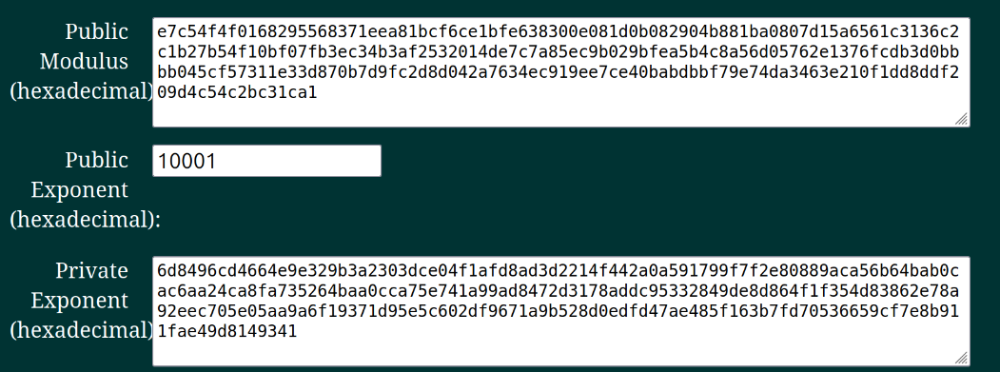 Public
Modulus
(hexadecimal)
e7c54f4f0168295568371eea81bcf6ce1bfe638300e081d0b082904b881ba0807d15a6561c3136c2
c1b27b54f10bf07fb3ec34b3af2532014de7c7a85ec9b029bfea5b4c8a56d05762e1376fcdb3d0bb
bb045cf57311e33d870b7d9fc2d8d042a7634ec919ee7ce40babdbbf79e74da3463e210f1dd8ddf2
09d4c54c2bc31ca1
Public
Exponent
(hexadecimal):
10001
Private
Exponent
(hexadecimal)
6d8496cd4664e9e329b3a2303dce04f1afd8ad3d2214f442a0a591799f7f2e80889aca56b64bab0c
ac6aa24ca8fa735264baa0cca75e741a99ad8472d3178addc95332849de8d864f1f354d83862e78a
92eec705e05aa9a6f19371d95e5c602df9671a9b528d0edfd47ae485f163b7fd70536659cf7e8b91
1fae49d8149341